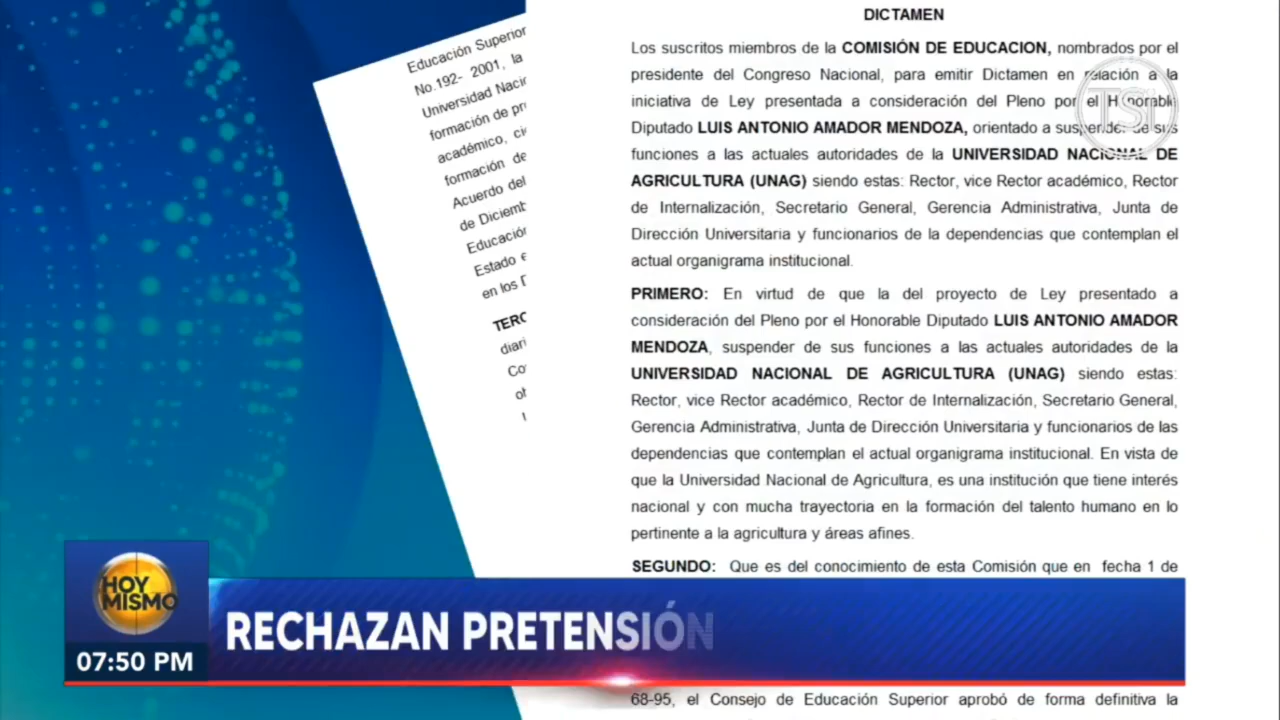 Educación Superior
No.192- 2001, la
Universidad
formación de
académico,
formación de
Acuerdo del
de
Educación
Estado
en los
DICTAMEN
Los suscritos miembros de la COMISIÓN DE EDUCACION, nombrados por el
presidente del Congreso Nacional, para emitir Dictamen en relación a la
iniciativa de Ley presentada a consideración del Pleno por el Honorable
Diputado LUIS ANTONIO AMADOR MENDOZA, orientado a suspender de sus
funciones a las actuales autoridades de la UNIVERSIDAD NACIONAL DE
AGRICULTURA (UNAG) siendo estas: Rector, vice Rector académico, Rector
de Internalización, Secretario General, Gerencia Administrativa, Junta de
Dirección Universitaria y funcionarios de la dependencias que contemplan el
actual organigrama institucional.
PRIMERO: En virtud de que la del proyecto de Ley presentado a
consideración del Pleno por el Honorable Diputado LUIS ANTONIO AMADOR
MENDOZA, suspender de sus funciones a las actuales autoridades de la
UNIVERSIDAD NACIONAL DE AGRICULTURA (UNAG) siendo estas:
Rector, vice Rector académico, Rector de Internalización, Secretario General,
Gerencia Administrativa, Junta de Dirección Universitaria y funcionarios de las
dependencias que contemplan el actual organigrama institucional. En vista de
que la Universidad Nacional de Agricultura, es una institución que tiene interés
nacional y con mucha trayectoria en la formación del talento humano en lo
pertinente a la agricultura y áreas afines.
SEGUNDO: Que es del conocimiento de esta Comisión que en fecha 1 de
68-95, el Consejo de Educación Superior aprobó de forma definitiva la
TSi
HOY
MISMO
07:50 PM
RECHAZAN PRETENSIÓN